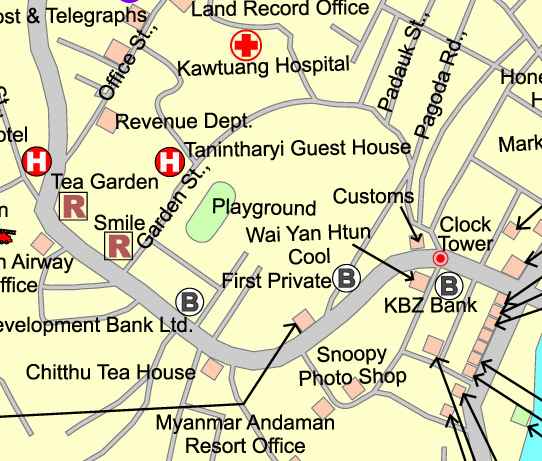 ost & Telegraphs
Land Record Office
Office St.,
Kawtuang Hospital
Padauk St.,
Pagoda Rd.,
Hone
H
St.,
Revenue Dept.
otel
H
H
Tanintharyi Guest House
Mark
Tea Garden
R
Customs
n
Smile
R
Garden St.,
Playground
Clock
Tower
Wai Yan Htun
Cool
n Airway
ffice
First Private
B
B
B
KBZ Bank
evelopment Bank Ltd.
Chitthu Tea House
Snoopy
Photo Shop
Myanmar Andaman
Resort Office